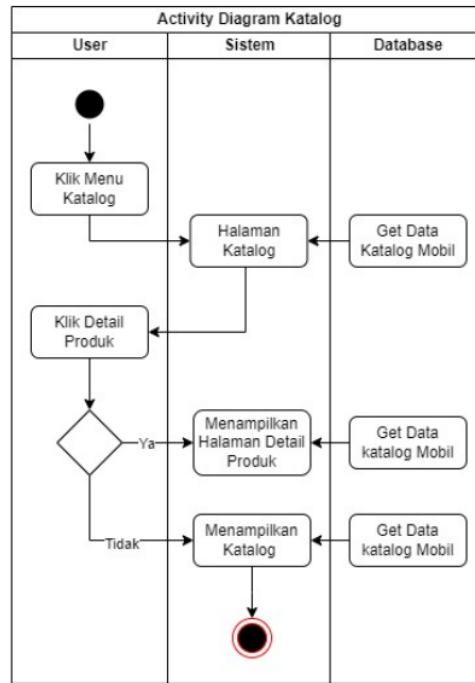 Activity Diagram Katalog
User
Sistem
Database
Klik Menu
Katalog
Halaman
Katalog
Get Data
Katalog Mobil
Klik Detail
Produk
Ya
Menampilkan
Halaman Detail
Produk
Get Data
katalog Mobil
Tidak
Menampilkan
Katalog
Get Data
katalog Mobil